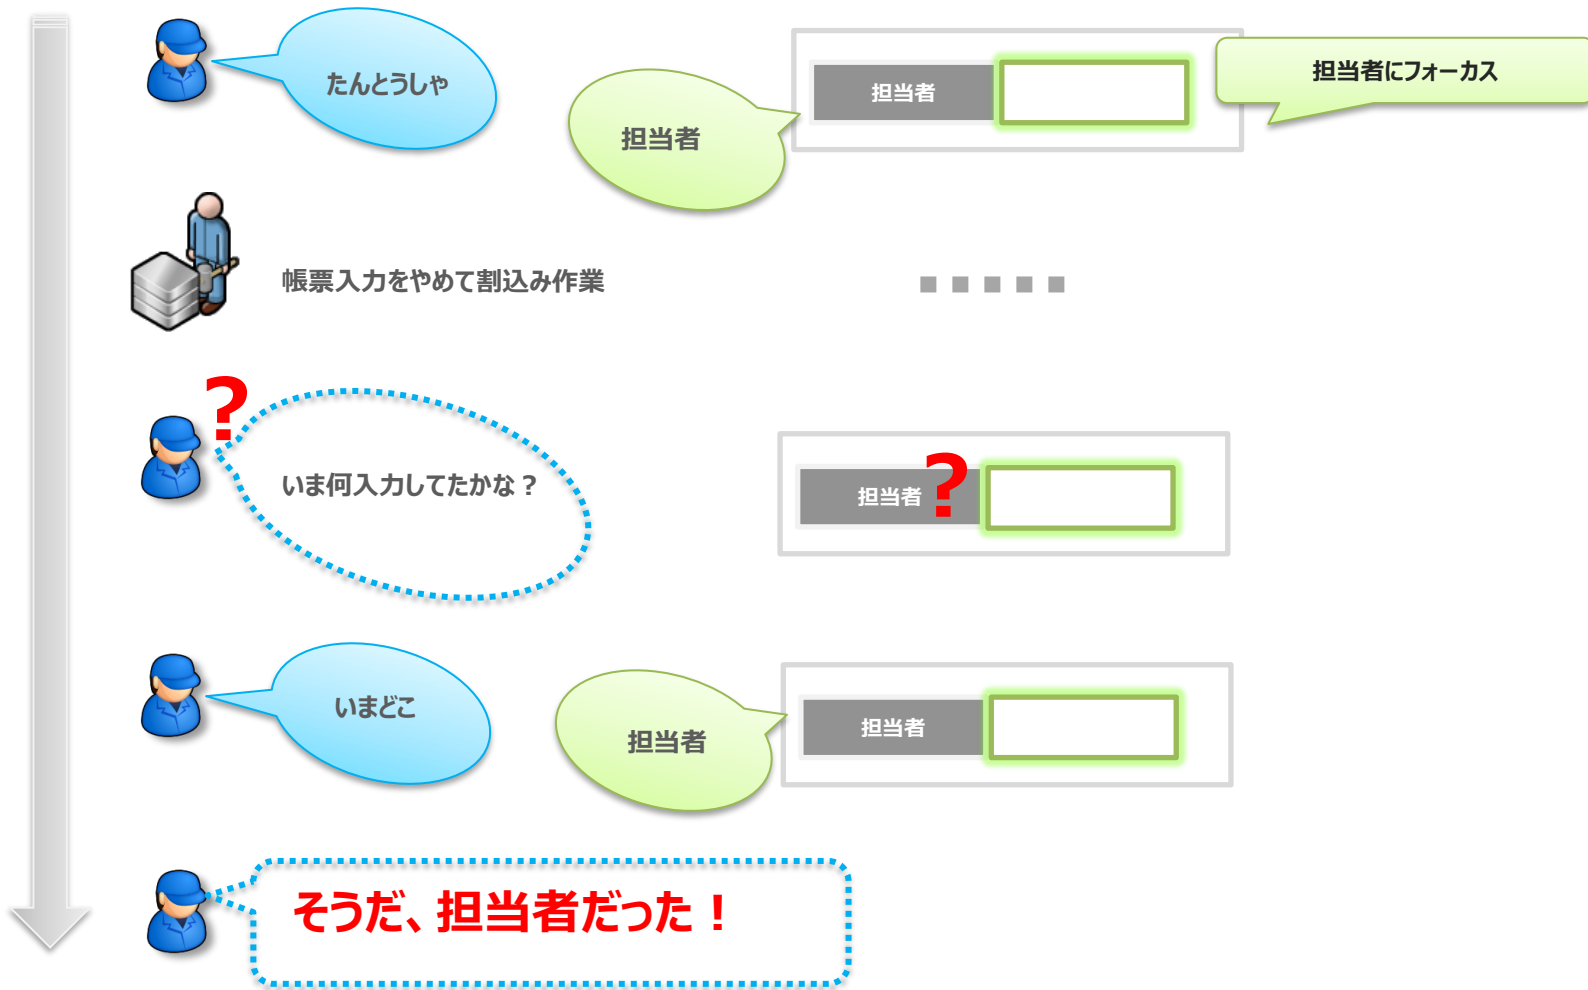 たんとうしゃ
担当者
担当者
担当者にフォーカス
帳票入力をやめて割込み作業
?
いま何入力してたかな？
担当者
?
いまどこ
担当者
担当者
そうだ、担当者だった！